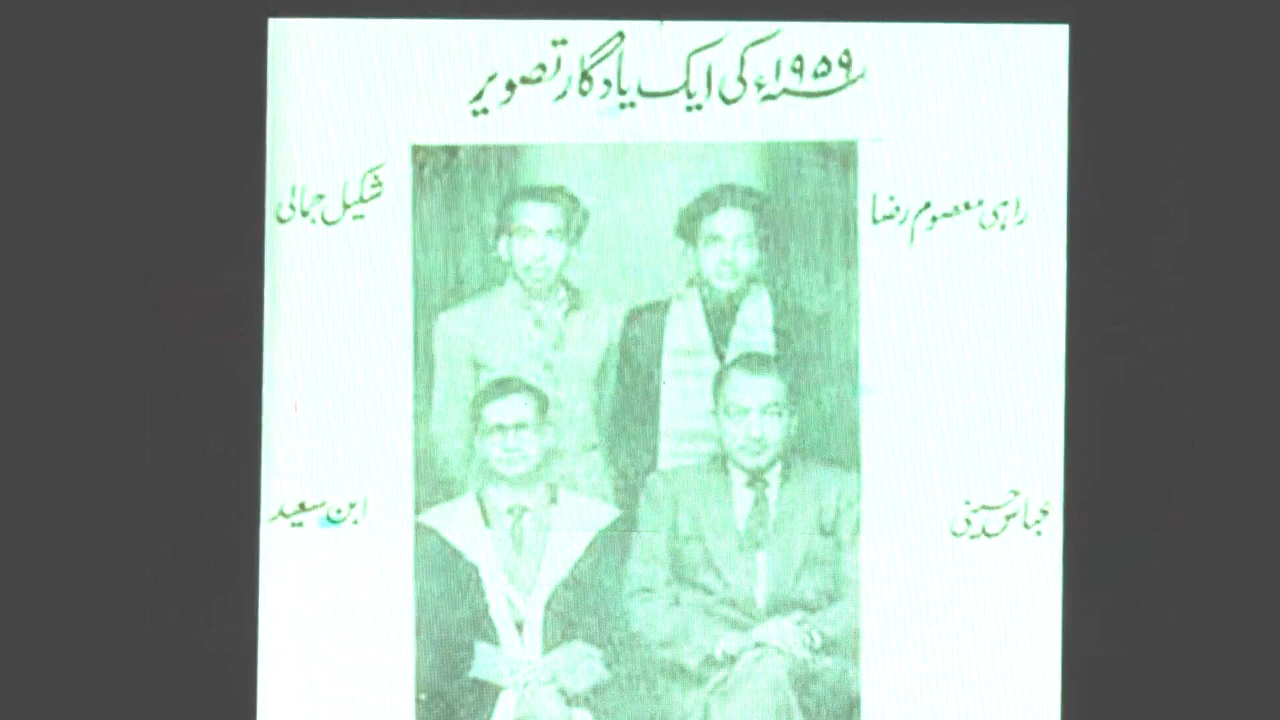 ۱۹۵۹ء کی ایک یادگار تصویر
راہی معصوم رضا
شکیل جمالی
عباس حسینی
ابن سعید